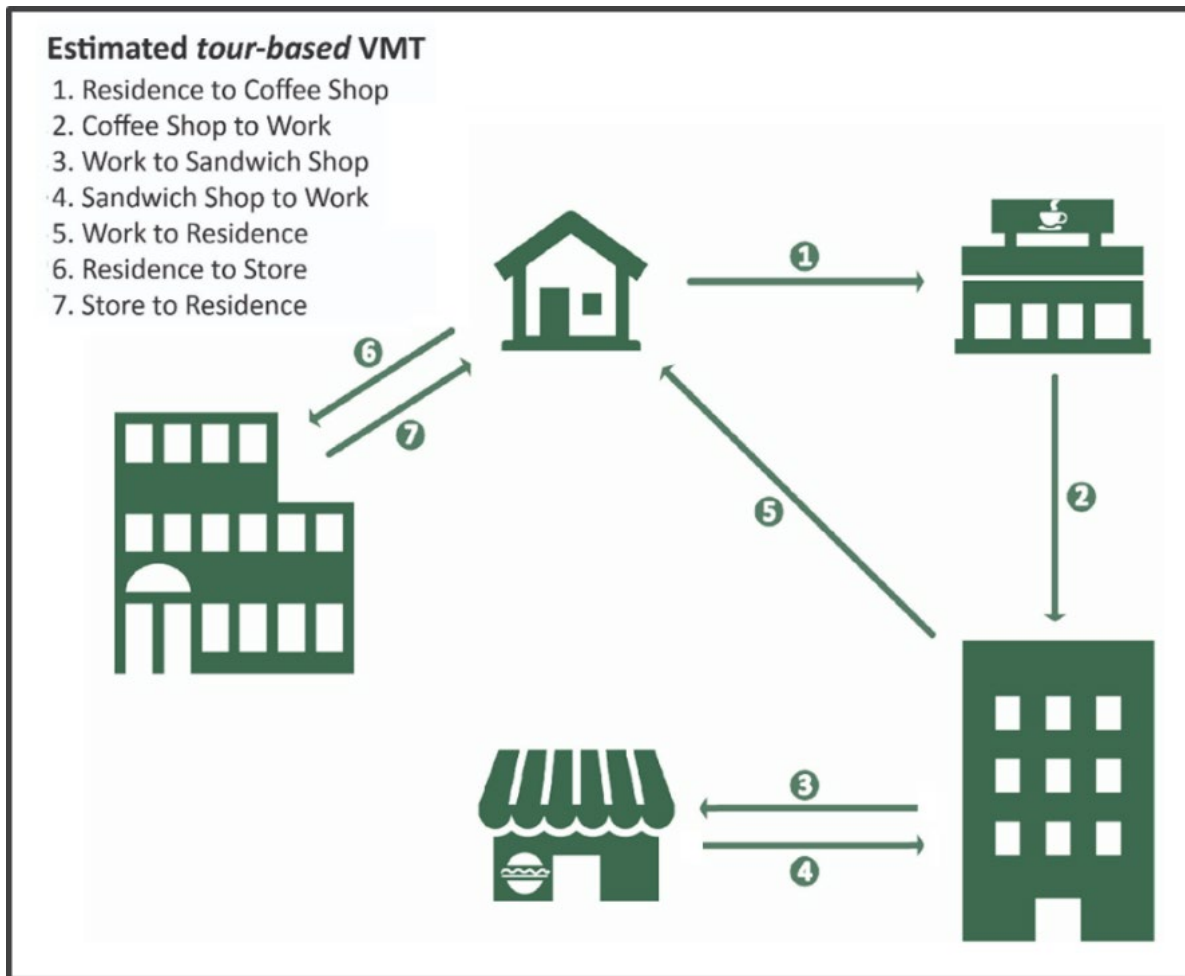 Estimated tour-based VMT
1. Residence to Coffee Shop
2. Coffee Shop to Work
3. Work to Sandwich Shop
4. Sandwich Shop to Work
5. Work to Residence
6. Residence to Store
7. Store to Residence
1
6
7
5
2
3
4